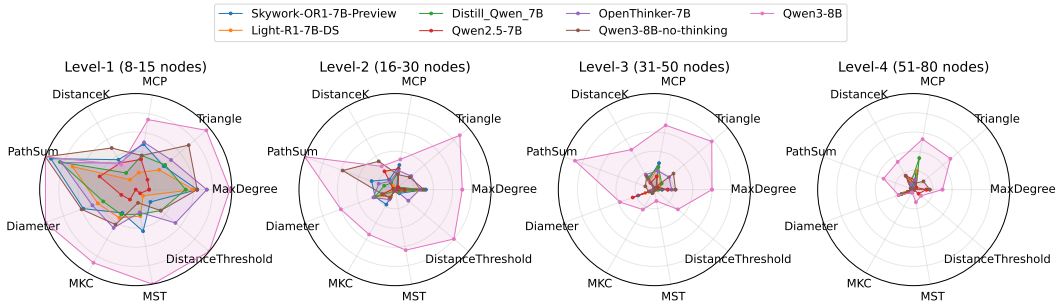 Skywork-OR1-7B-Preview
Light-R1-7B-DS
Distill_Qwen_7B
Qwen2.5-7B
OpenThinker-7B
Qwen3-8B-no-thinking
Qwen3-8B
Level-1 (8-15 nodes)
MCP
DistanceK
Triangle
PathSum
MaxDegree
Diameter
DistanceThreshold
MKC
MST
Level-2 (16-30 nodes)
MCP
DistanceK
Triangle
PathSum
MaxDegree
Diameter
DistanceThreshold
MKC
MST
Level-3 (31-50 nodes)
MCP
DistanceK
Triangle
PathSum
MaxDegree
Diameter
DistanceThreshold
MKC
MST
Level-4 (51-80 nodes)
MCP
DistanceK
Triangle
PathSum
MaxDegree
Diameter
DistanceThreshold
MKC
MST